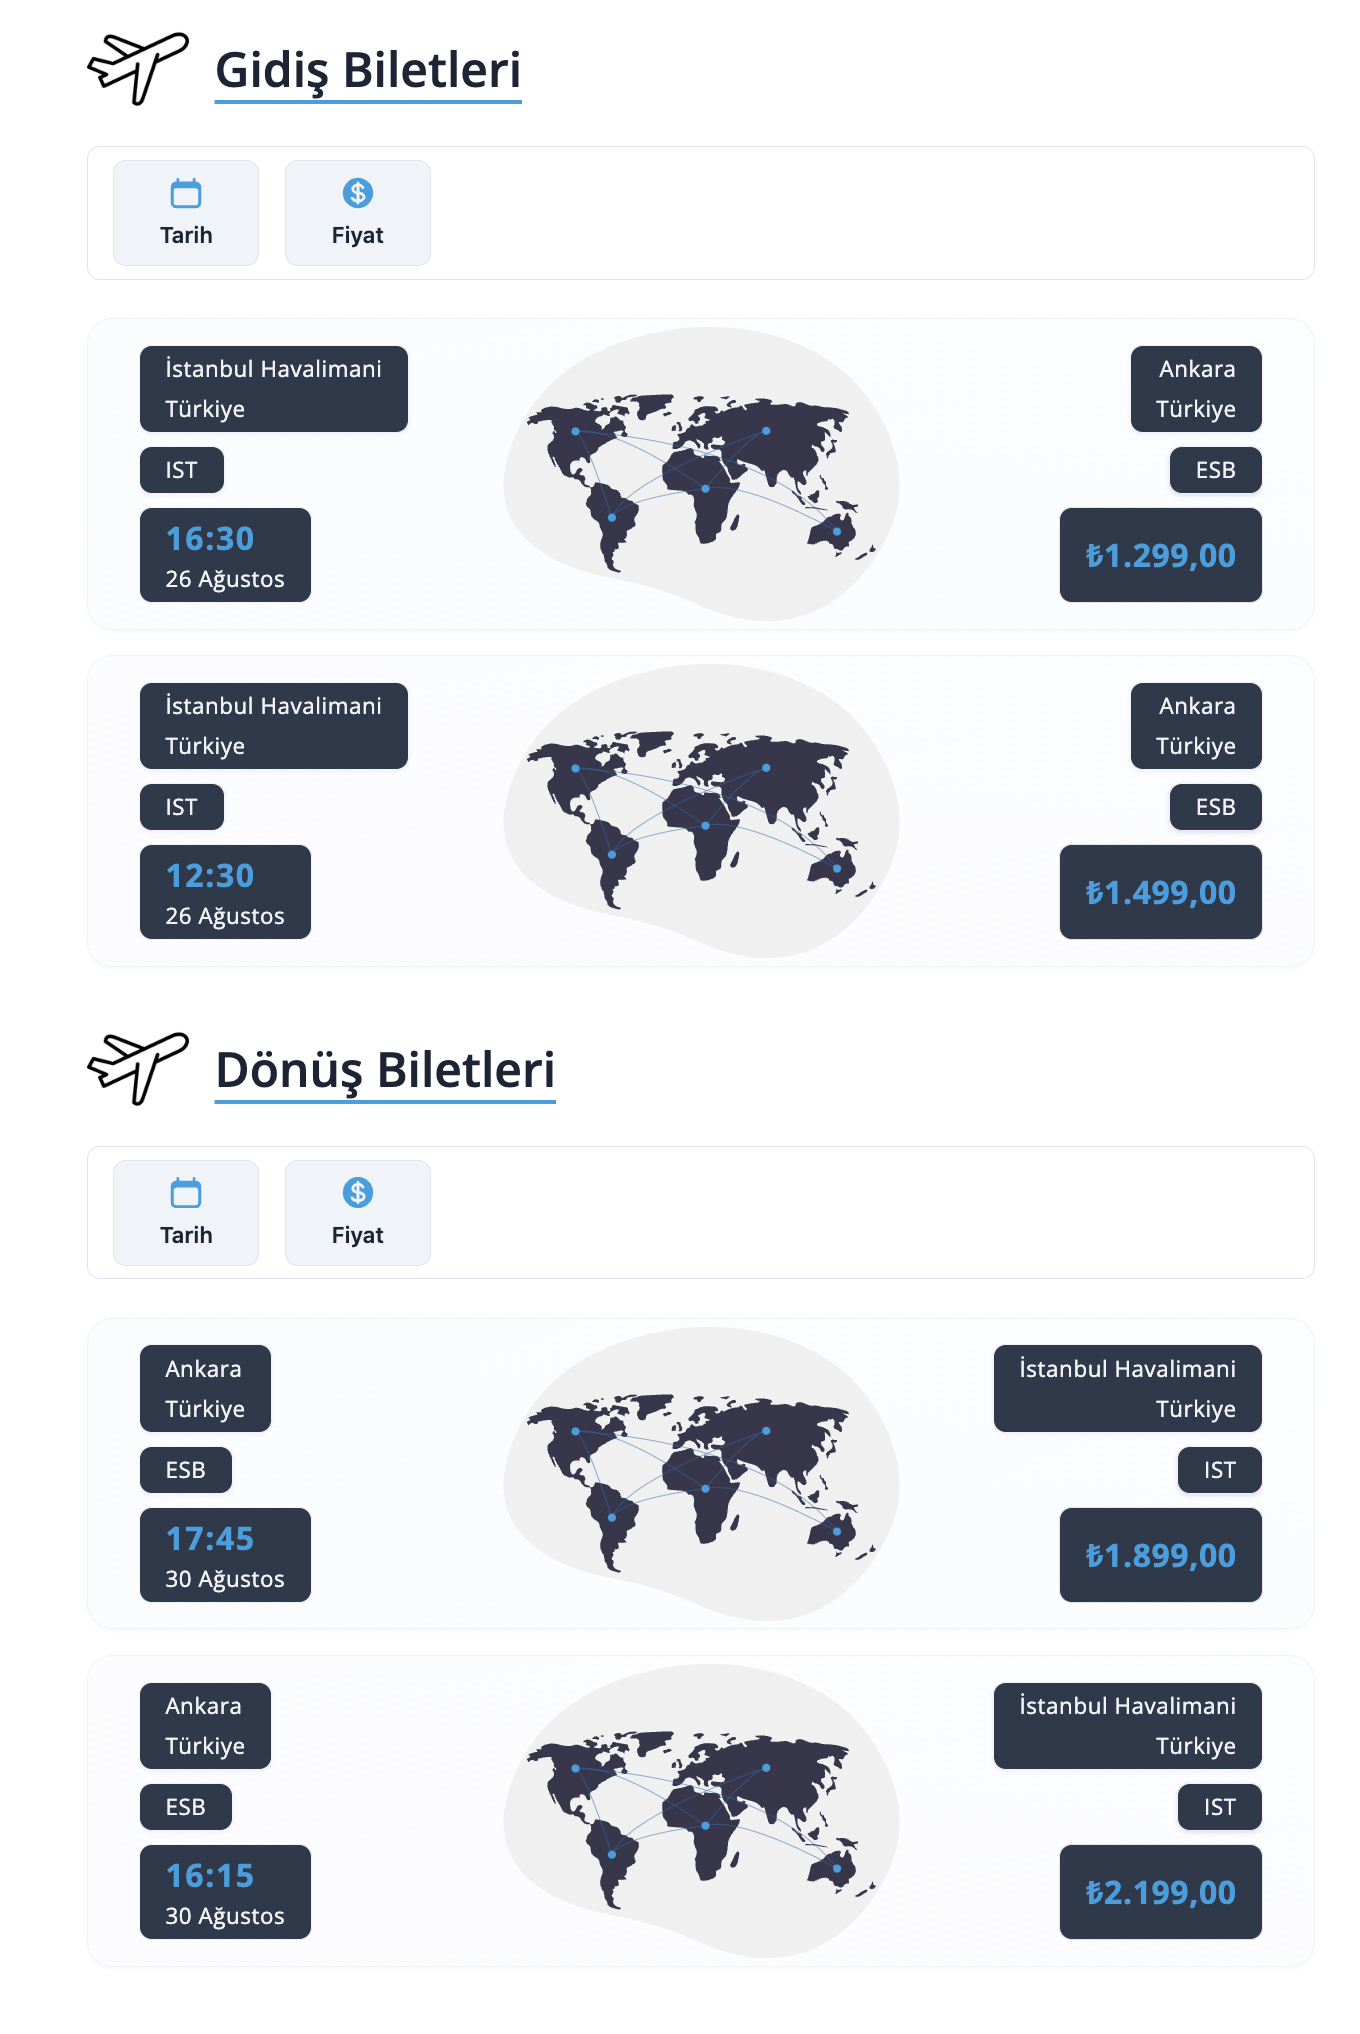 Gidiş Biletleri
Tarih
Fiyat
İstanbul Havalimani
Türkiye
IST
16:30
26 Ağustos
Ankara
Türkiye
ESB
₺1.299,00
İstanbul Havalimani
Türkiye
IST
12:30
26 Ağustos
Ankara
Türkiye
ESB
₺1.499,00
Dönüş Biletleri
Tarih
Fiyat
Ankara
Türkiye
ESB
17:45
30 Ağustos
İstanbul Havalimani
Türkiye
IST
₺1.899,00
Ankara
Türkiye
ESB
16:15
30 Ağustos
İstanbul Havalimani
Türkiye
IST
₺2.199,00